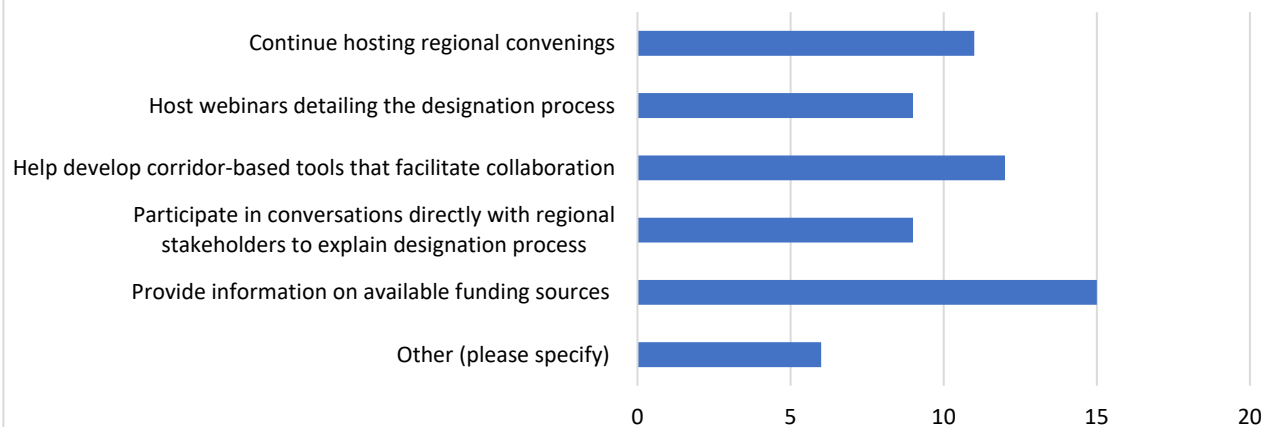 Continue hosting regional convenings
Host webinars detailing the designation process
Help develop corridor-based tools that facilitate collaboration
Participate in conversations directly with regional
stakeholders to explain designation process
Provide information on available funding sources
Other (please specify)
0 5 10 15 20